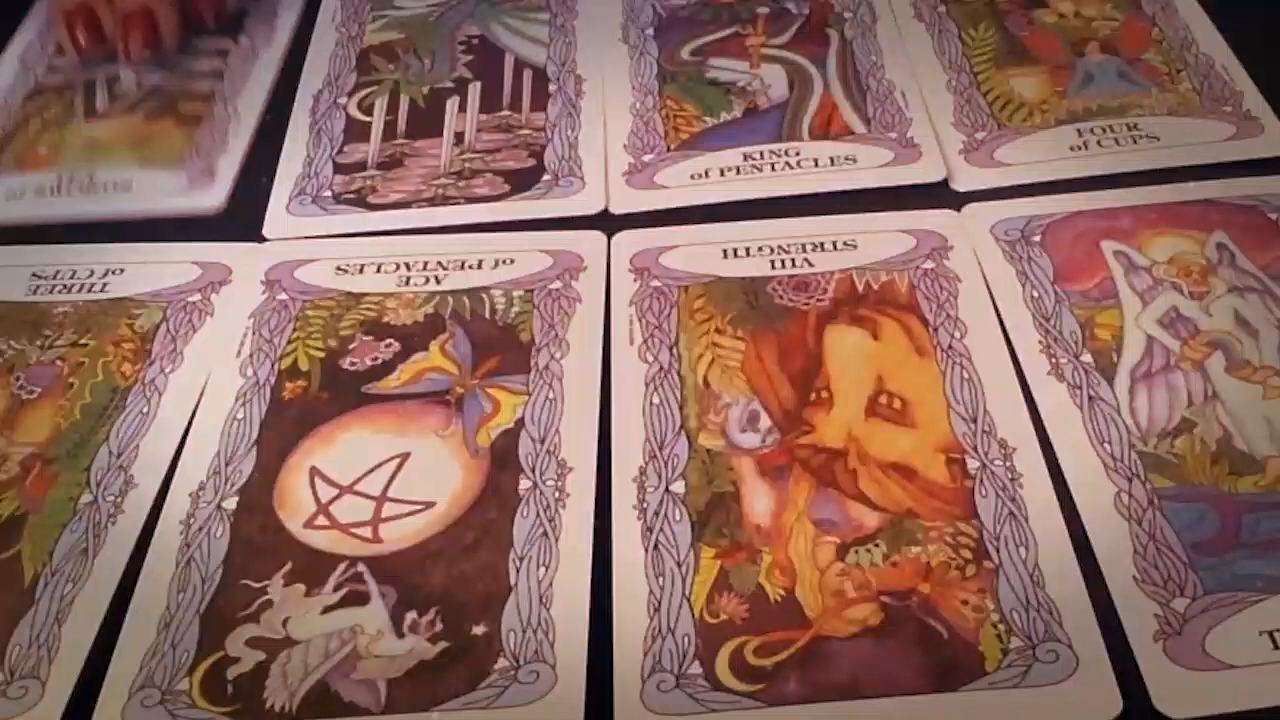 KING
of PENTACLES
FOUR
of CUPS
THREE
of CUPS
ACE
of PENTACLES
VIII
STRENGTH
T